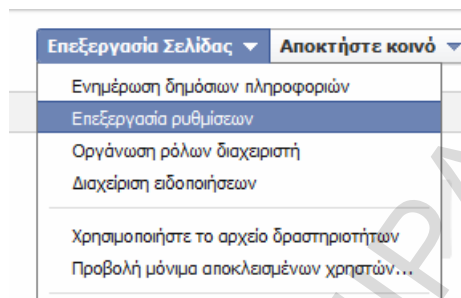 Επεξεργασία Σελίδας Αποκτήστε κοινό
Ενημέρωση δημόσιων πληροφοριών
Επεξεργασία ρυθμίσεων
Οργάνωση ρόλων διαχειριστή
Διαχείριση ειδοποιήσεων
Χρησιμοποιήστε το αρχείο δραστηριοτήτων
Προβολή μόνιμα αποκλεισμένων χρηστών...